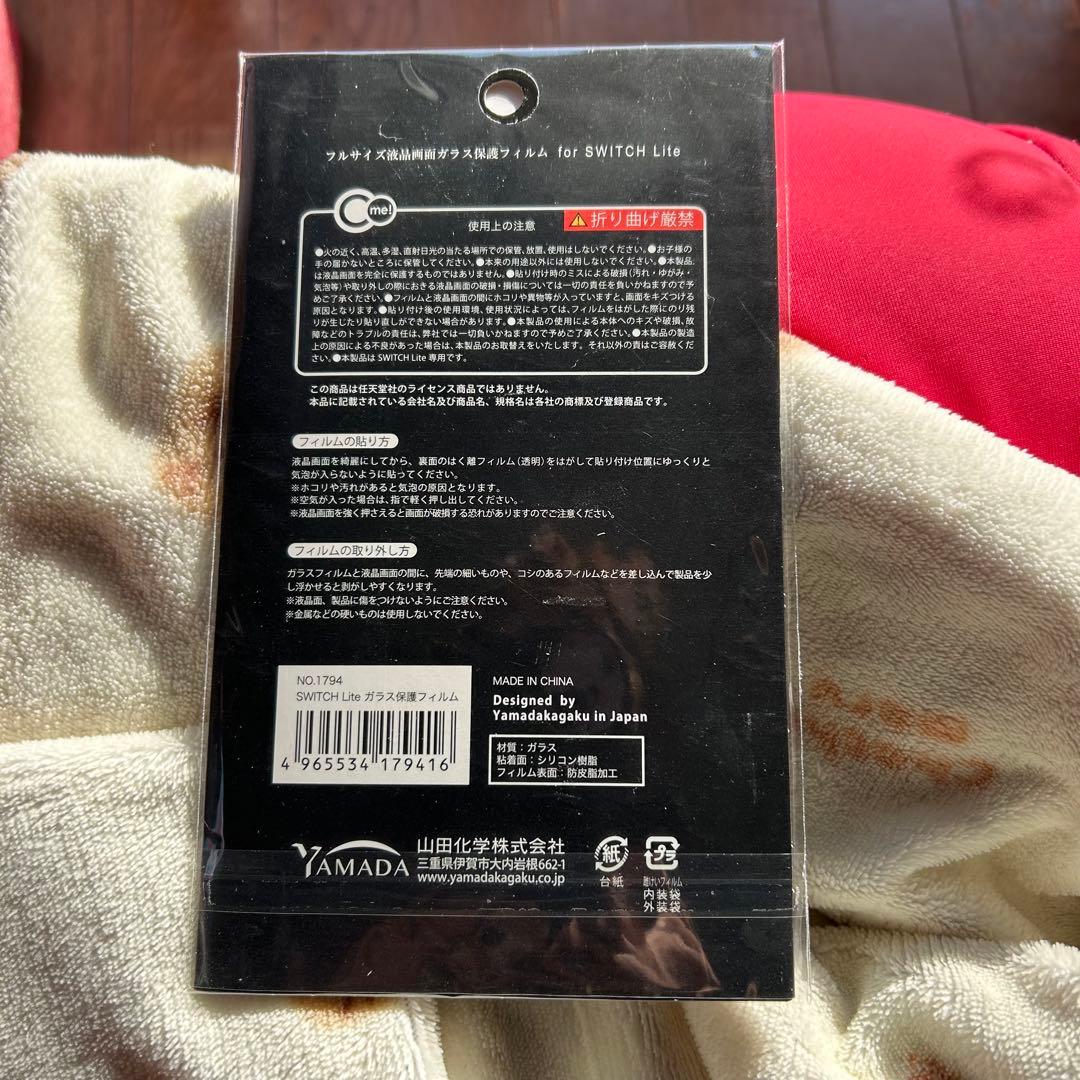 フルサイズ液晶画面ガラス保護フィルム for SWITCH Lite
me!
使用上の注意
⚠折り曲げ厳禁
●火の近く、高温、多湿、直射日光の当たる場所での保管、放置、使用はしないでください。●お子様の
手の届かないところに保管してください。●本来の用途以外には使用しないでください。●本製品
は液晶画面を完全に保護するものではありません。●貼り付け時のミスによる破損(汚れ・ゆがみ・
気泡等)や取り外しの際における液晶画面の破損・損傷については一切の責任を負いかねますので予
めご了承ください。●フィルムと液晶画面の間にホコリや異物等が入っていますと、画面をキズつける
原因となります。●貼り付け後の使用環境、使用状況によっては、フィルムをはがした際にのり残
りが生じたり貼り直しができない場合があります。●本製品の使用による本体へのキズや破損、故
障などのトラブルの責任は、弊社では一切負いかねますので予めご了承ください。●本製品の製造
上の原因による不良があった場合は、本製品のお取替えをいたします。それ以外の責はご容赦くだ
さい。●本製品は SWITCH Lite 専用です。
この商品は任天堂社のライセンス商品ではありません。
本品に記載されている会社名及び商品名、規格名は各社の商標及び登録商品です。
フィルムの貼り方
液晶画面を綺麗にしてから、裏面のはく離フィルム(透明)をはがして貼り付け位置にゆっくりと
気泡が入らないように貼ってください。
※ホコリや汚れがあると気泡の原因となります。
※空気が入った場合は、指で軽く押し出してください。
※液晶画面を強く押さえると画面が破損する恐れがありますのでご注意ください。
フィルムの取り外し方
ガラスフィルムと液晶画面の間に、先端の細いものや、コシのあるフィルムなどを差し込んで製品を少
し浮かせると剥がしやすくなります。
※液晶面、製品に傷をつけないようにご注意ください。
※金属などの硬いものは使用しないでください。
NO.1794
SWITCH Lite ガラス保護フィルム
4 965534 179416
MADE IN CHINA
Designed by
Yamadakagaku in Japan
材質：ガラス
粘着面：シリコン樹脂
フィルム表面：防皮脂加工
YAMADA
山田化学株式会社
三重県伊賀市大内岩根662-1
www.yamadakagaku.co.jp
紙
台紙
プラ
内装袋
外装袋